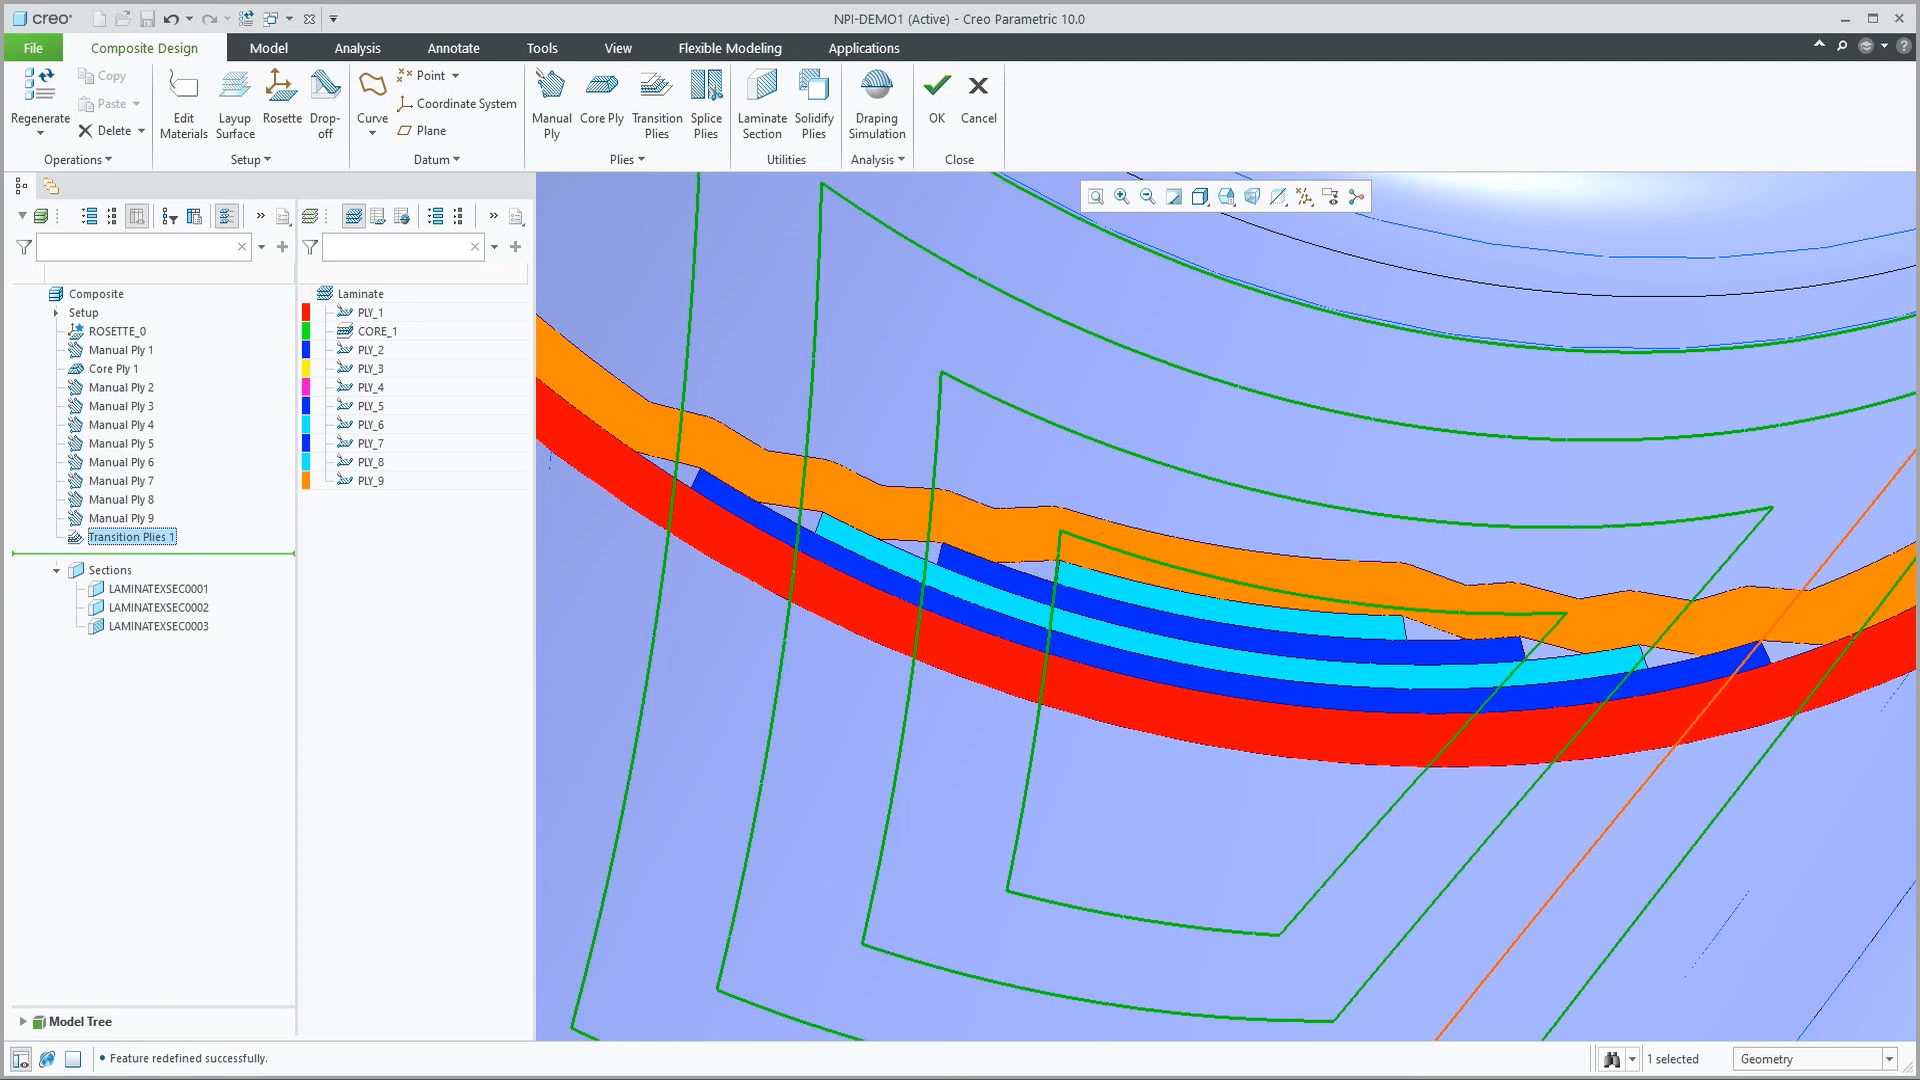 creo
NPI-DEMO1 (Active) - Creo Parametric 10.0
File
Composite Design
Model
Analysis
Annotate
Tools
View
Flexible Modeling
Applications
Regenerate
Copy
Paste
Delete
Operations
Edit Materials
Layup Surface
Rosette
Drop-off
Setup
Curve
Point
Coordinate System
Plane
Datum
Manual Ply
Core Ply
Transition Plies
Splice Plies
Plies
Laminate Section
Solidify Plies
Utilities
Draping Simulation
Analysis
OK
Cancel
Close
Composite
Setup
ROSETTE_0
Manual Ply 1
Core Ply 1
Manual Ply 2
Manual Ply 3
Manual Ply 4
Manual Ply 5
Manual Ply 6
Manual Ply 7
Manual Ply 8
Manual Ply 9
Transition Plies 1
Sections
LAMINATEXSEC0001
LAMINATEXSEC0002
LAMINATEXSEC0003
Model Tree
Laminate
PLY_1
CORE_1
PLY_2
PLY_3
PLY_4
PLY_5
PLY_6
PLY_7
PLY_8
PLY_9
Feature redefined successfully.
1 selected
Geometry